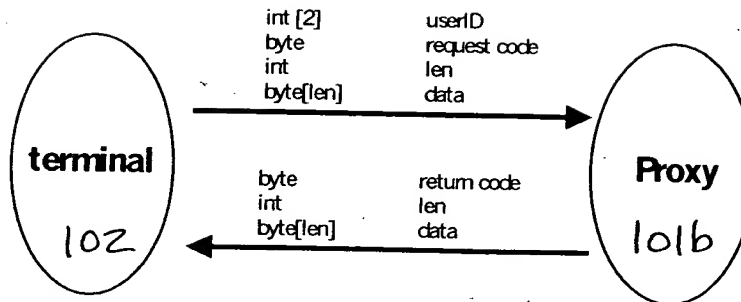 int [2] userID
byte request code
int len
byte[len] data
terminal
102
Proxy
101b
byte return code
int len
byte[len] data